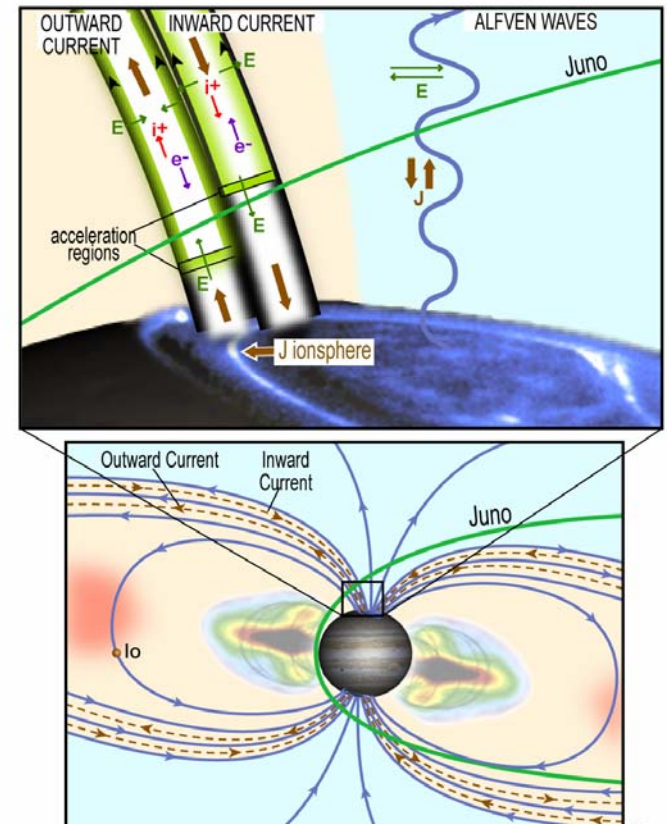 OUTWARD
CURRENT
INWARD CURRENT
ALFVEN WAVES
Juno
E
E
i+
i+
E
e-
e-
E
J
acceleration
regions
E
E
J ionsphere
Outward Current
Inward
Current
Juno
Io